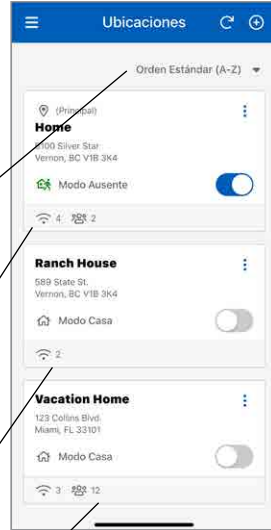 Ubicaciones
Orden Estándar (A-Z)
(Principal)
Home
5100 Silver Star
Vernon, BC V1B 3K4
Modo Ausente
4 2
Ranch House
589 State St.
Vernon, BC V1B 3K4
Modo Casa
2
Vacation Home
123 Collins Blvd.
Miami, FL 33101
Modo Casa
3 12